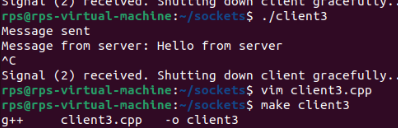 Signal (2) received. Shutting down client gracefully..
rps@rps-virtual-machine:~/sockets$ ./client3
Message sent
Message from server: Hello from server
^C
Signal (2) received. Shutting down client gracefully..
rps@rps-virtual-machine:~/sockets$ vim client3.cpp
rps@rps-virtual-machine:~/sockets$ make client3
g++     client3.cpp   -o client3